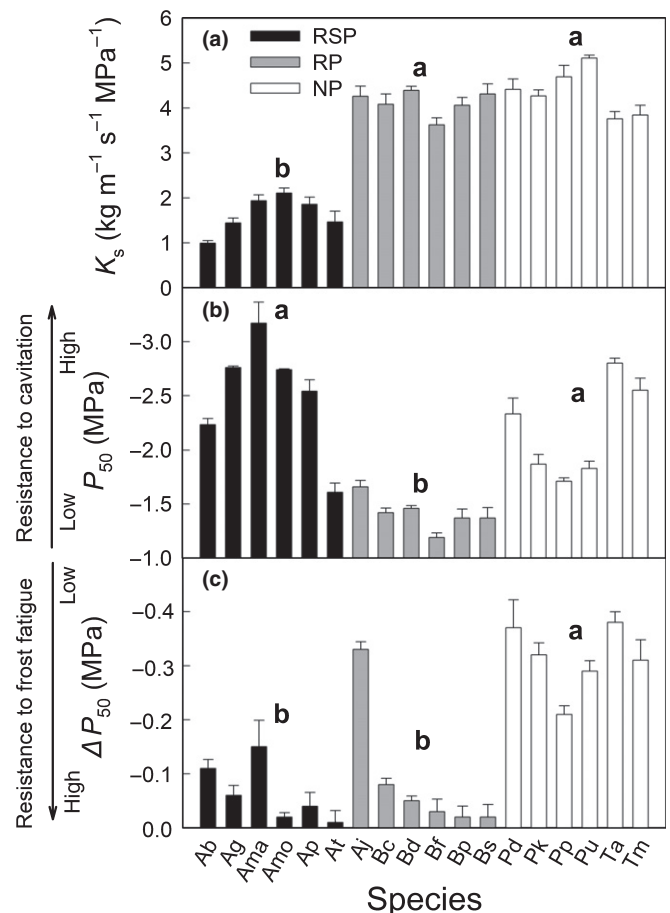 (a)
RSP
RP
NP
b
a
a
6
5
4
3
2
1
0
Ks (kg m−1 s−1 MPa−1)
(b)
a
b
a
−3.0
−2.5
−2.0
−1.5
−1.0
P50 (MPa)
Resistance to cavitation
High
Low
(c)
b
b
a
−0.4
−0.3
−0.2
−0.1
0.0
ΔP50 (MPa)
Resistance to frost fatigue
Low
High
Ab Ag Ama Amo Ap At Aj Bc Bd Bf Bp Bs Pd Pk Pp Pu Ta Tm
Species